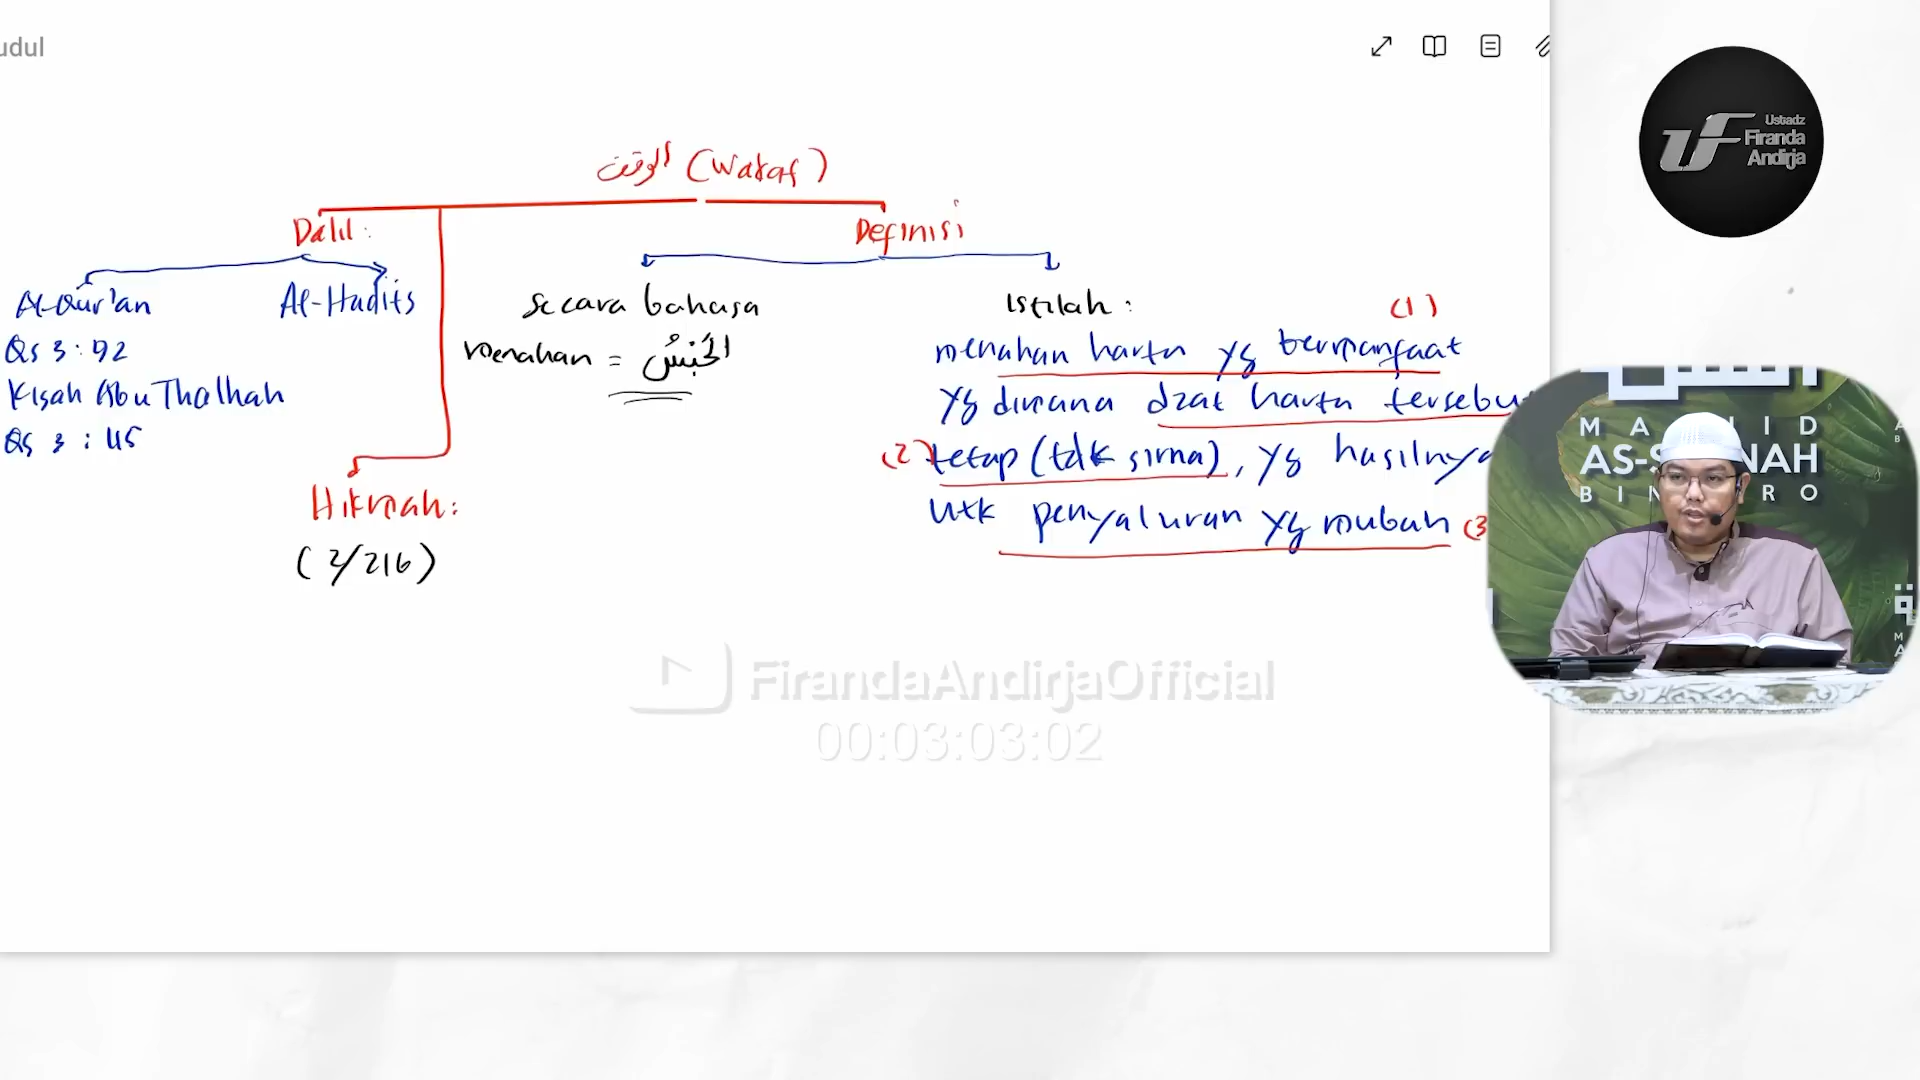 udul
Ustadz
Firanda
Andirja
الوقف (Wakaf)
Dalil:
Definisi
Al-Qur'an
Al-Hadits
Secara bahasa
Istilah:
(1)
Qs 3:92
menahan = الحَبْسُ
menahan harta yg bermanfaat
Kisah Abu Thalhah
yg dimana dzat harta tersebu
Qs 3:115
(2) tetap (tdk sirna), yg hasilnya
Hikmah:
utk penyaluran yg mubah (3
(2/216)
AS-S NAH
FirandaAndirjaOfficial
00:03:03:02